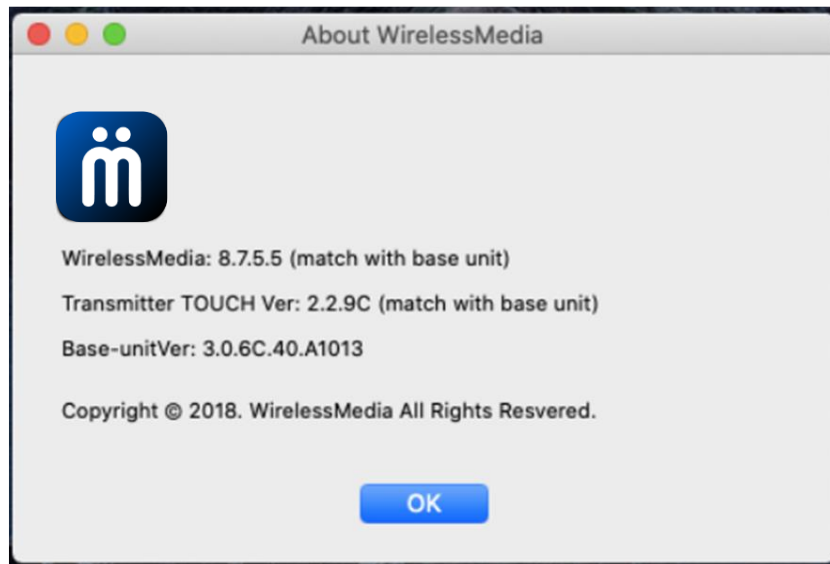 About WirelessMedia
ṁ̈
WirelessMedia: 8.7.5.5 (match with base unit)
Transmitter TOUCH Ver: 2.2.9C (match with base unit)
Base-unitVer: 3.0.6C.40.A1013
Copyright © 2018. WirelessMedia All Rights Resvered.
OK